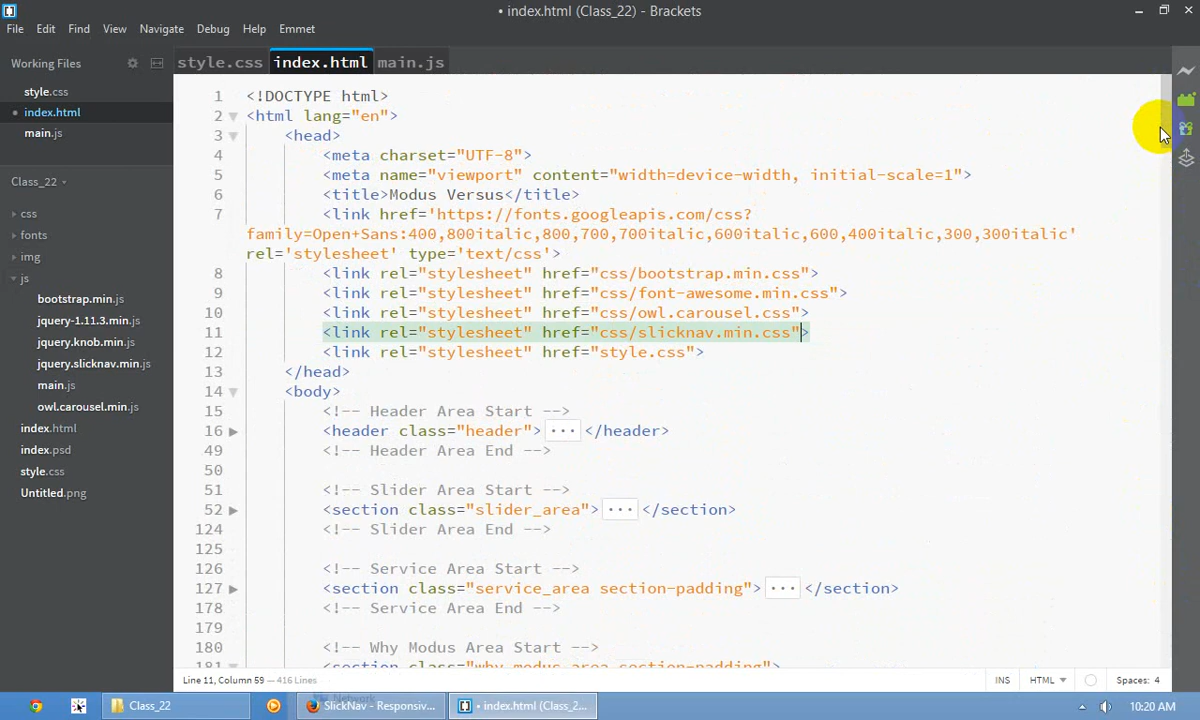 • index.html (Class_22) - Brackets
File Edit Find View Navigate Debug Help Emmet
Working Files
style.css
index.html
main.js
Class_22
css
fonts
img
js
bootstrap.min.js
jquery-1.11.3.min.js
jquery.knob.min.js
jquery.slicknav.min.js
main.js
owl.carousel.min.js
index.html
index.psd
style.css
Untitled.png
style.css index.html main.js
1 <!DOCTYPE html>
2 <html lang="en">
3 <head>
4 <meta charset="UTF-8">
5 <meta name="viewport" content="width=device-width, initial-scale=1">
6 <title>Modus Versus</title>
7 <link href='https://fonts.googleapis.com/css?
family=Open+Sans:400,800italic,800,700,700italic,600italic,600,400italic,300,300italic'
rel='stylesheet' type='text/css'>
8 <link rel="stylesheet" href="css/bootstrap.min.css">
9 <link rel="stylesheet" href="css/font-awesome.min.css">
10 <link rel="stylesheet" href="css/owl.carousel.css">
11 <link rel="stylesheet" href="css/slicknav.min.css">
12 <link rel="stylesheet" href="style.css">
13 </head>
14 <body>
15 <!-- Header Area Start -->
16 <header class="header">...</header>
49 <!-- Header Area End -->
50
51 <!-- Slider Area Start -->
52 <section class="slider_area">...</section>
124 <!-- Slider Area End -->
125
126 <!-- Service Area Start -->
127 <section class="service_area section-padding">...</section>
178 <!-- Service Area End -->
179
180 <!-- Why Modus Area Start -->
181 <section class="why modus area section-padding">
Line 11, Column 59 — 416 Lines
INS HTML Spaces: 4
Network
Class_22
SlickNav - Responsiv...
• index.html (Class_2...
10:20 AM